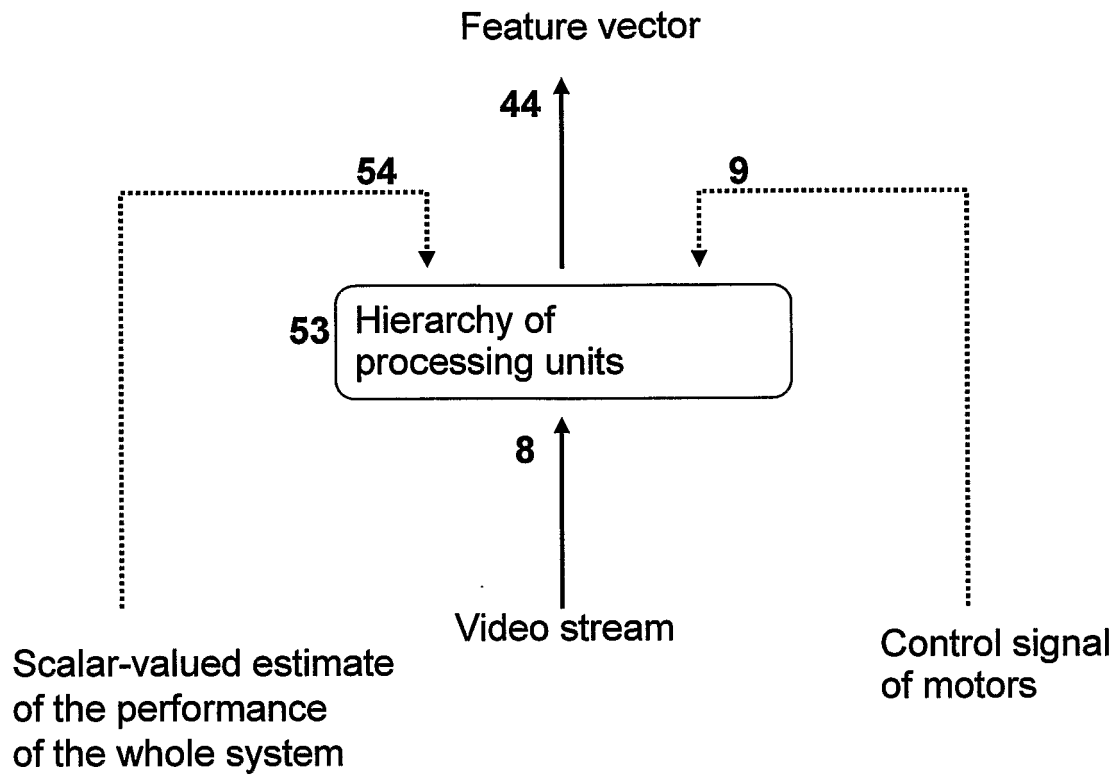 Feature vector
44
54
9
53
Hierarchy of
processing units
8
Video stream
Scalar-valued estimate
of the performance
of the whole system
Control signal
of motors